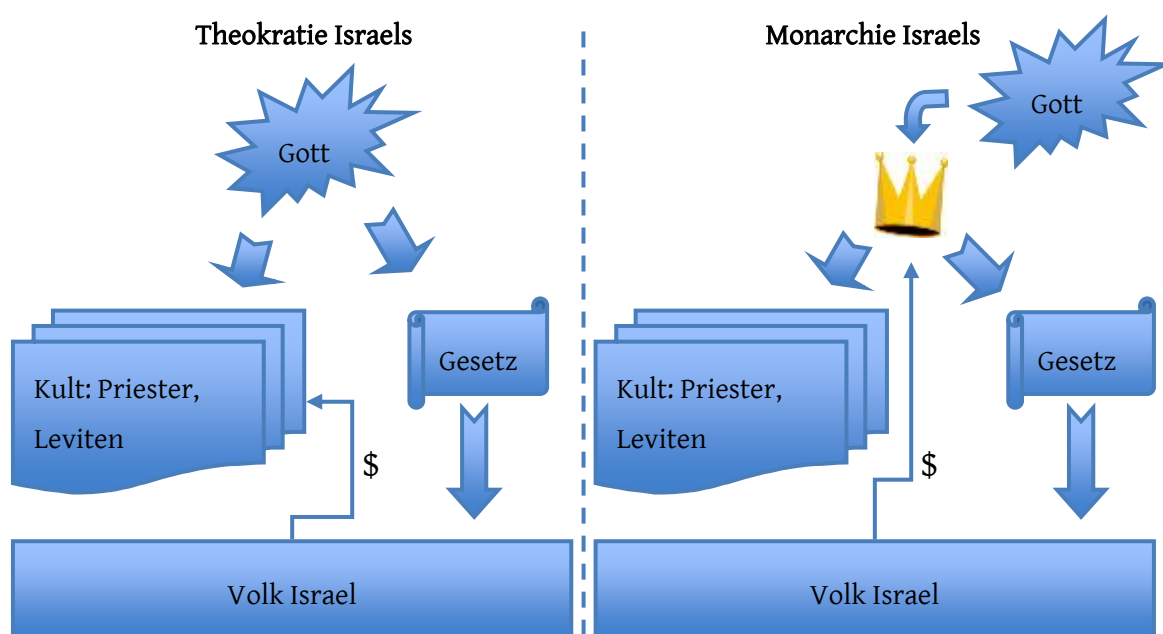 Theokratie Israels
Gott
Kult: Priester,
Leviten
Gesetz
$
Volk Israel
Monarchie Israels
Gott
Kult: Priester,
Leviten
Gesetz
$
Volk Israel